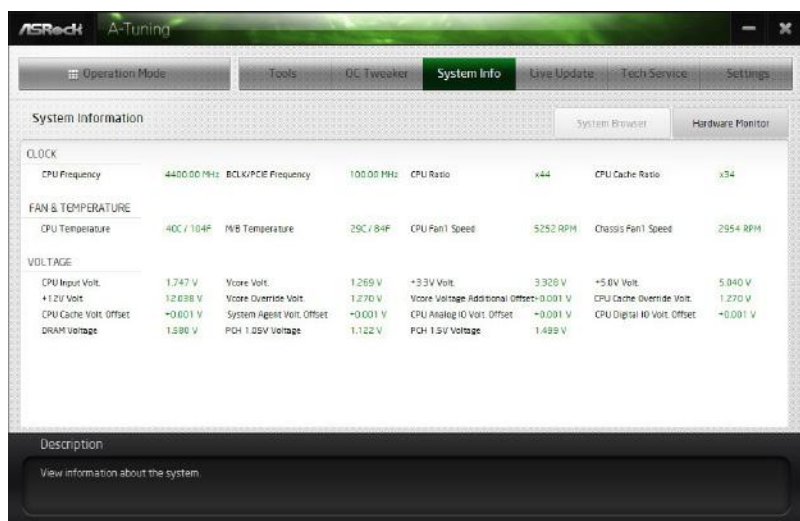 ASRock A-Tuning
Operation Mode Tools OC Tweaker System Info Live Update Tech Service Settings
System Information System Browser Hardware Monitor
CLOCK
CPU Frequency 4400.00 MHz BCLK/PCIE Frequency 100.00 MHz CPU Ratio x44 CPU Cache Ratio x34
FAN & TEMPERATURE
CPU Temperature 40C / 104F M/B Temperature 29C / 84F CPU Fan1 Speed 5252 RPM Chassis Fan1 Speed 2954 RPM
VOLTAGE
CPU Input Volt. 1.747 V Vcore Volt. 1.269 V +3.3V Volt. 3.328 V +5.0V Volt. 5.040 V
+12V Volt 12.038 V Vcore Override Volt. 1.270 V Vcore Voltage Additional Offset +0.001 V CPU Cache Override Volt. 1.270 V
CPU Cache Volt. Offset +0.001 V System Agent Volt. Offset +0.001 V CPU Analog IO Volt. Offset +0.001 V CPU Digital IO Volt. Offset +0.001 V
DRAM Voltage 1.580 V PCH 1.05V Voltage 1.122 V PCH 1.5V Voltage 1.499 V
Description
View information about the system.